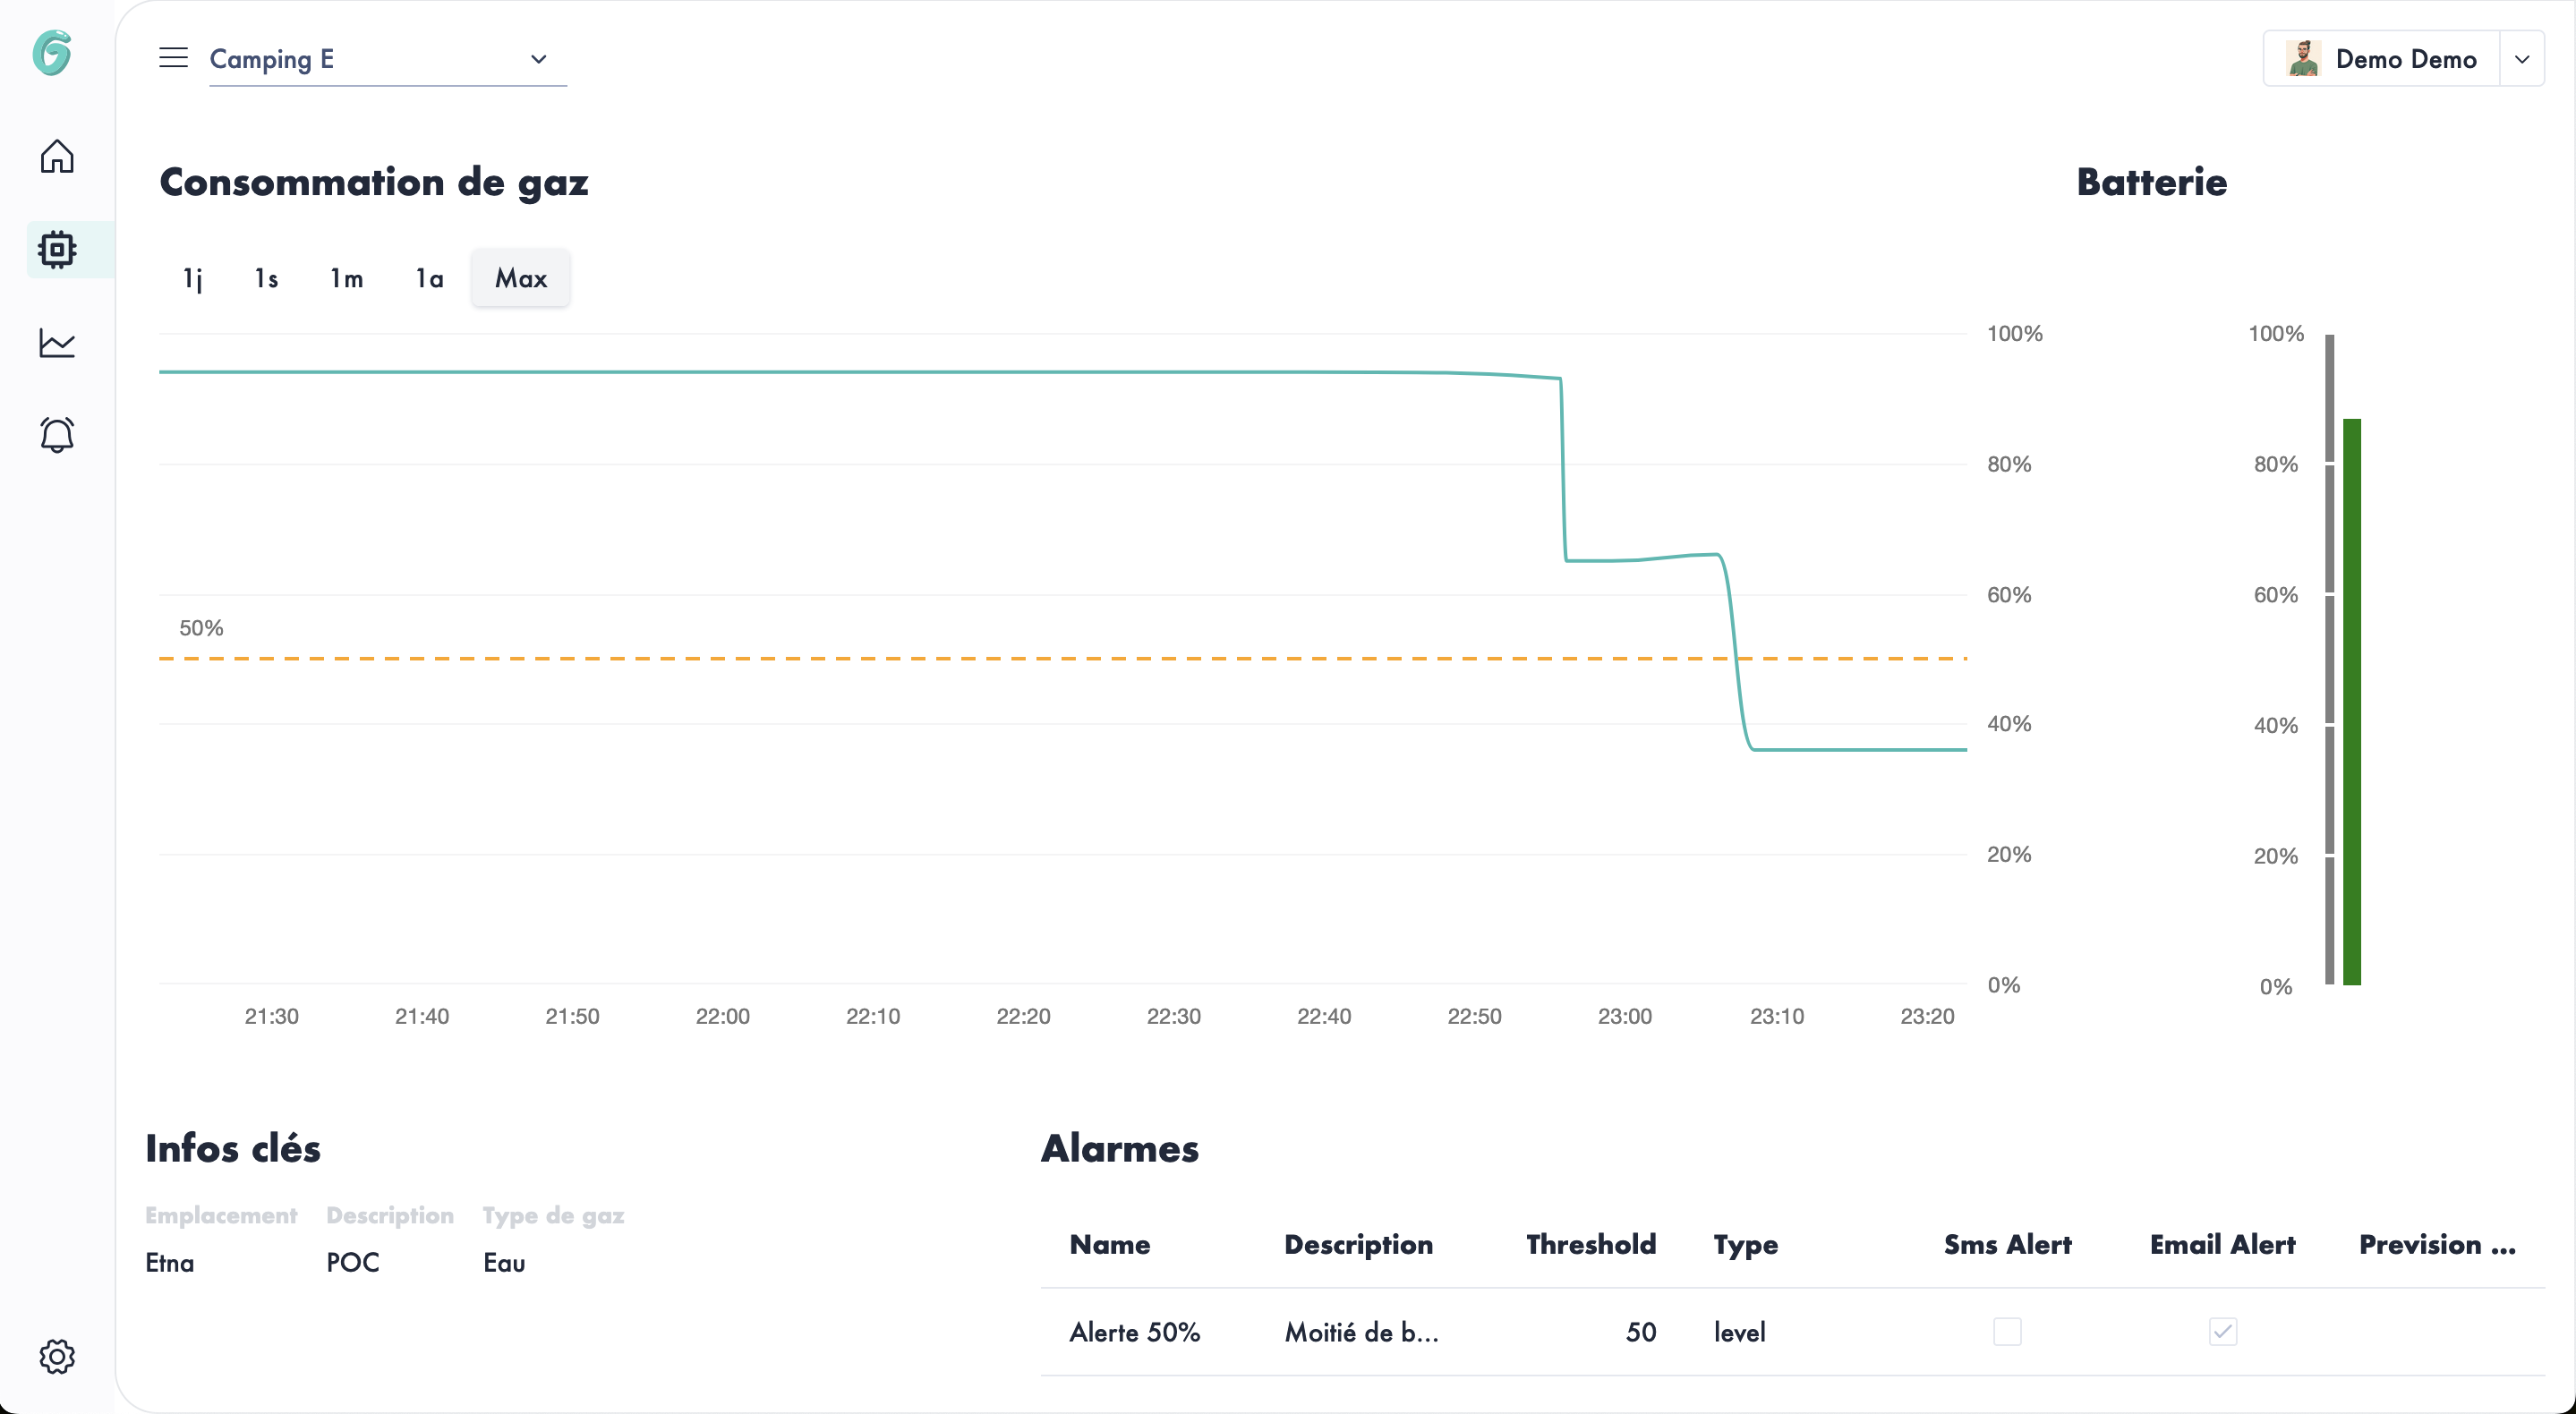 Camping E
Demo Demo
Consommation de gaz
Batterie
1j 1s 1m 1a Max
100%
80%
60%
40%
20%
0%
50%
21:30 21:40 21:50 22:00 22:10 22:20 22:30 22:40 22:50 23:00 23:10 23:20
100%
80%
60%
40%
20%
0%
Infos clés
Emplacement Description Type de gaz
Etna POC Eau
Alarmes
Name Description Threshold Type Sms Alert Email Alert Prevision ...
Alerte 50% Moitié de b... 50 level